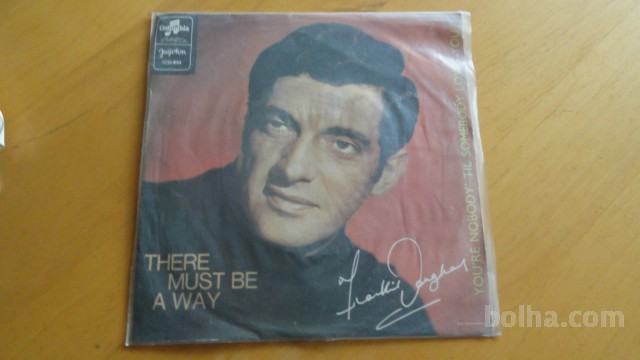 Columbia
Jugoton
THERE
MUST BE
A WAY
Frankie Vaughan
YOU'RE NOBODY 'TIL SOMEBODY LOVES YOU
bolha.com